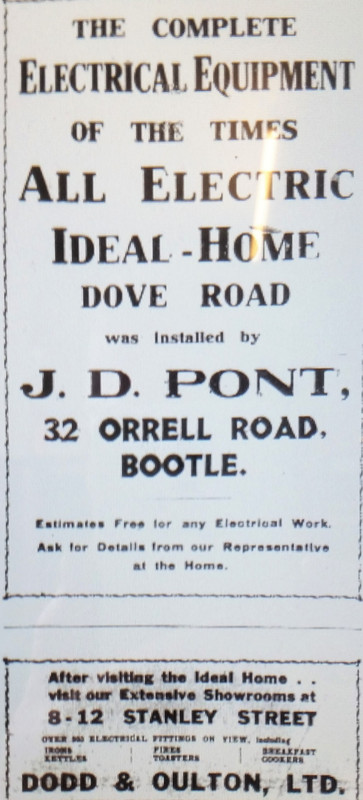 THE COMPLETE
ELECTRICAL EQUIPMENT
OF THE TIMES
ALL ELECTRIC
IDEAL-HOME
DOVE ROAD
was installed by
J. D. PONT,
32 ORRELL ROAD,
BOOTLE.
Estimates Free for any Electrical Work.
Ask for Details from our Representative
at the Home.
After visiting the Ideal Home . .
visit our Extensive Showrooms at
8-12 STANLEY STREET
OVER ELECTRICAL FITTINGS ON VIEW, including
IRONS FIRES BREAKFAST
KETTLES TOASTERS COOKERS
DODD & OULTON, LTD.